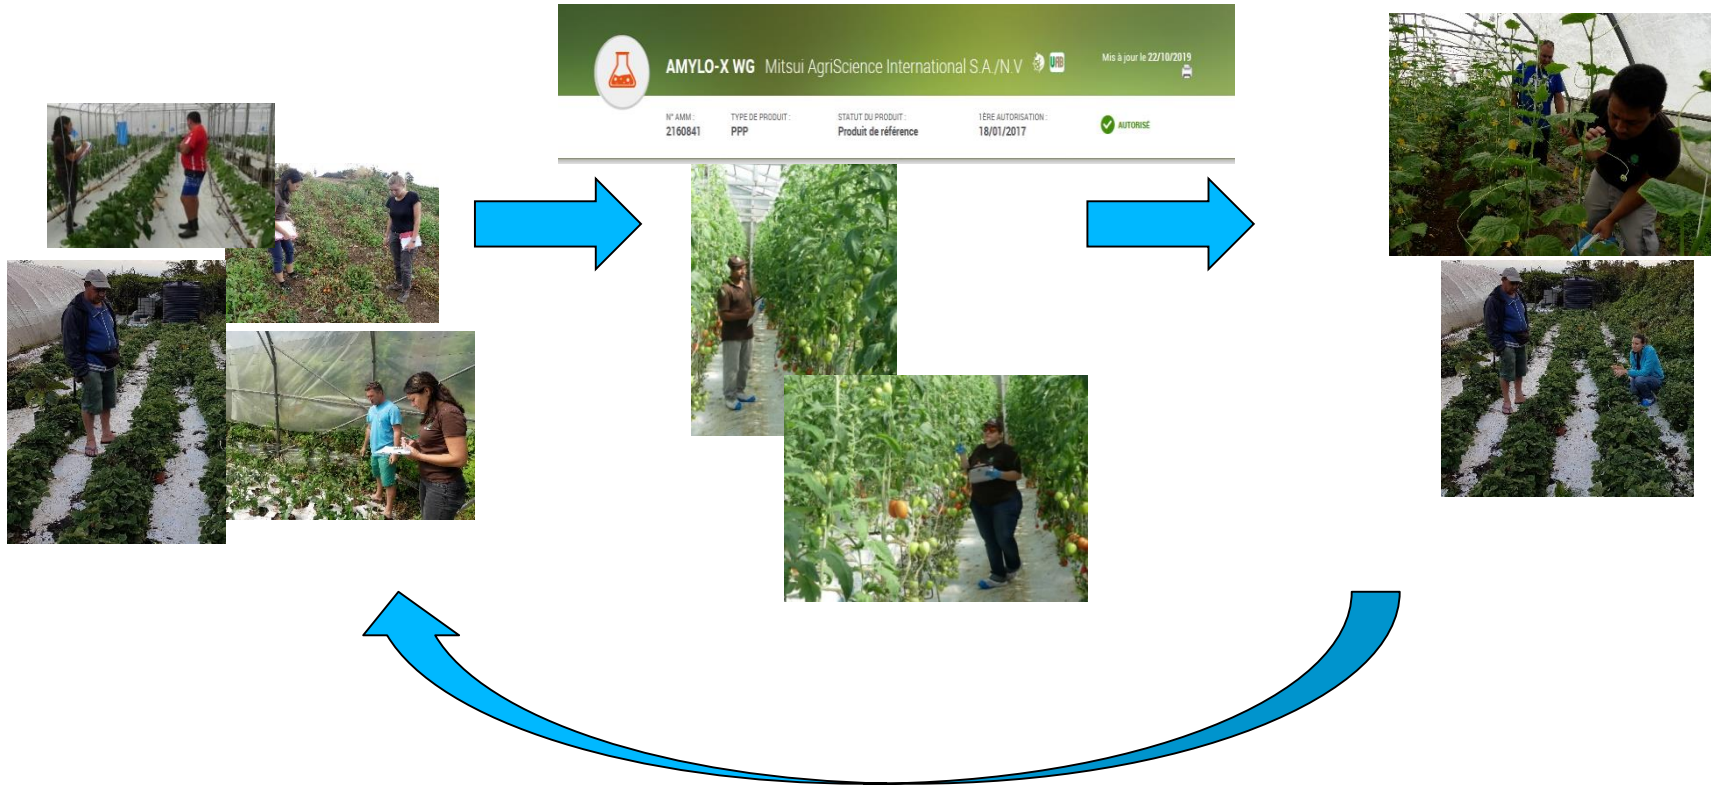 AMYLO-X WG Mitsui AgriScience International S.A./N.V UAB Mis à jour le 22/10/2019
N° AMM : TYPE DE PRODUIT : STATUT DU PRODUIT : 1ÈRE AUTORISATION :
2160841 PPP Produit de référence 18/01/2017 AUTORISÉ